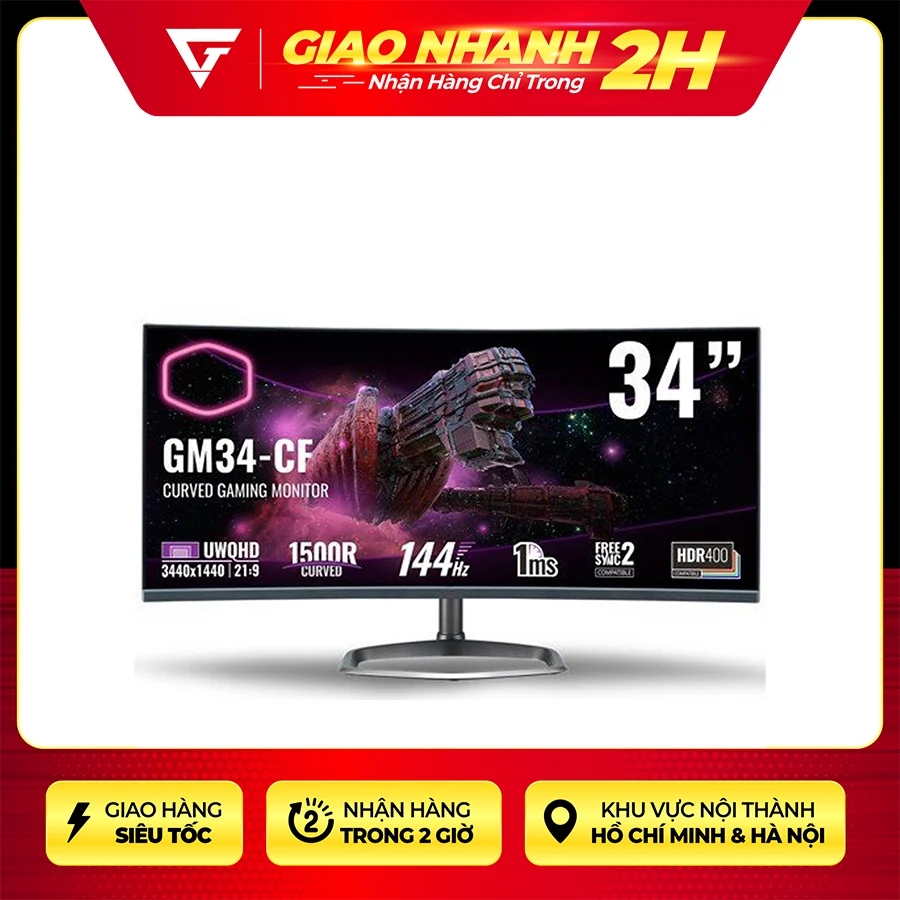 GIAO NHANH 2H
Nhận Hàng Chỉ Trong
34”
GM34-CF
CURVED GAMING MONITOR
UWQHD
3440x1440 | 21:9
1500R
CURVED
144Hz
1ms
FREE
SYNC 2
COMPATIBLE
HDR400
COMPATIBLE
GIAO HÀNG
SIÊU TỐC
2
NHẬN HÀNG
TRONG 2 GIỜ
KHU VỰC NỘI THÀNH
HỒ CHÍ MINH & HÀ NỘI